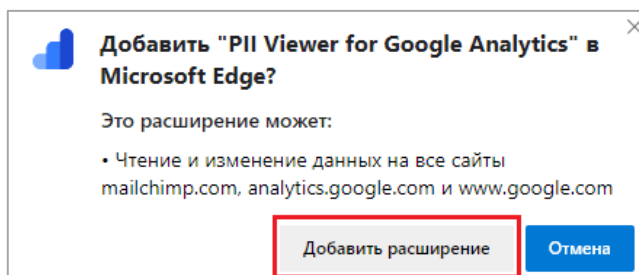 Добавить "PII Viewer for Google Analytics" в
Microsoft Edge?
Это расширение может:
• Чтение и изменение данных на все сайты
mailchimp.com, analytics.google.com и www.google.com
Добавить расширение
Отмена